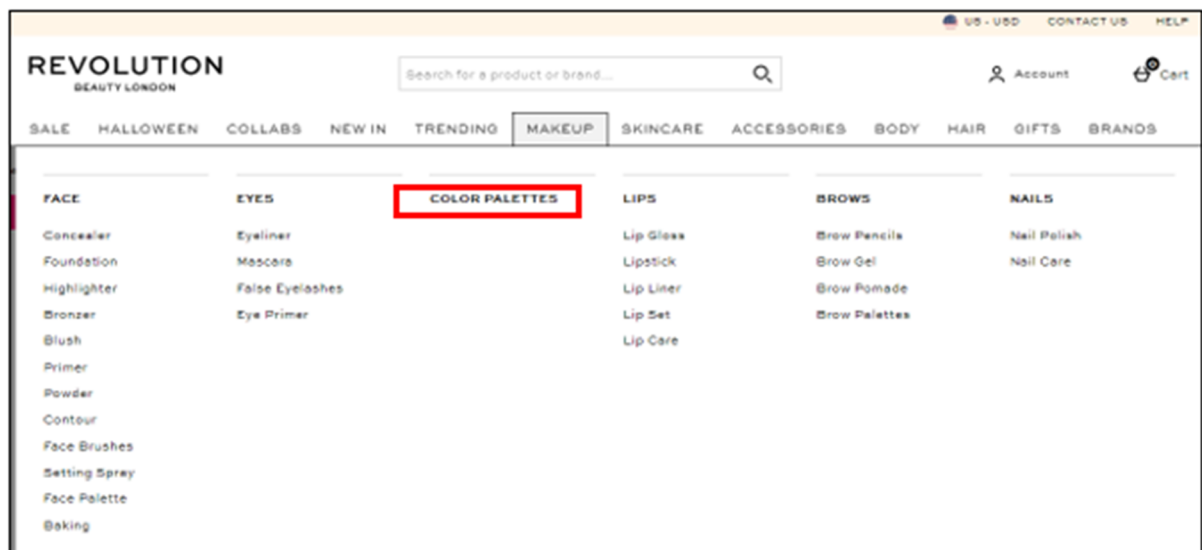 US - USD CONTACT US HELP
REVOLUTION
BEAUTY LONDON
Search for a product or brand...
Account
0
Cart
SALE HALLOWEEN COLLABS NEW IN TRENDING MAKEUP SKINCARE ACCESSORIES BODY HAIR GIFTS BRANDS
FACE
Concealer
Foundation
Highlighter
Bronzer
Blush
Primer
Powder
Contour
Face Brushes
Setting Spray
Face Palette
Baking
EYES
Eyeliner
Mascara
False Eyelashes
Eye Primer
COLOR PALETTES
LIPS
Lip Gloss
Lipstick
Lip Liner
Lip Set
Lip Care
BROWS
Brow Pencils
Brow Gel
Brow Pomade
Brow Palettes
NAILS
Nail Polish
Nail Care